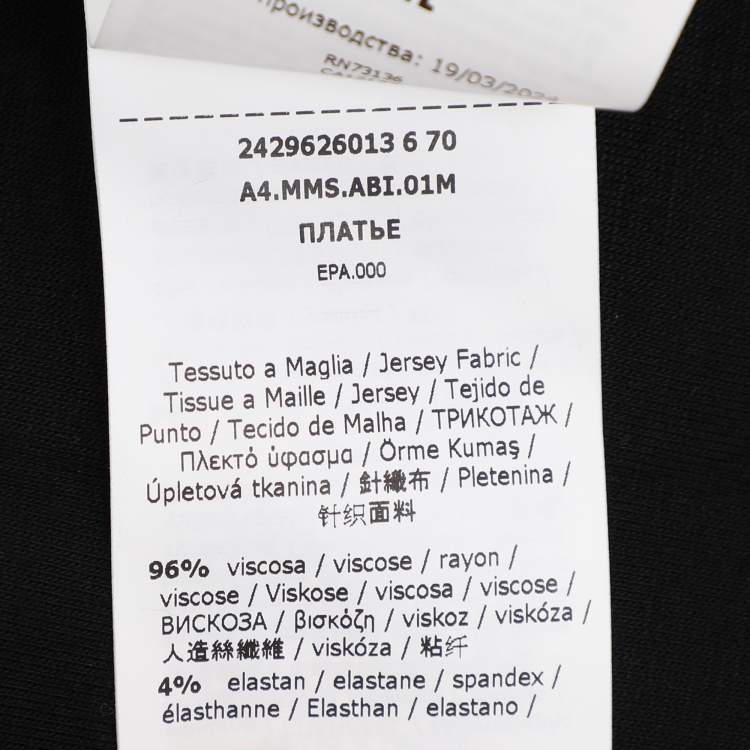 производства: 19/03/202
RN73136
2429626013 6 70
A4.MMS.ABI.01M
ПЛАТЬЕ
EPA.000
Tessuto a Maglia / Jersey Fabric /
Tissue a Maille / Jersey / Tejido de
Punto / Tecido de Malha / ТРИКОТАЖ /
Πλεκτό ύφασμα / Örme Kumaş /
Úpletová tkanina / 針織布 / Pletenina /
针织面料
96% viscosa / viscose / rayon /
viscose / Viskose / viscosa / viscose /
ВИСКОЗА / βισκόζη / viskoz / viskóza /
人造絲纖維 / viskóza / 粘纤
4% elastan / elastane / spandex /
élasthanne / Elasthan / elastano /